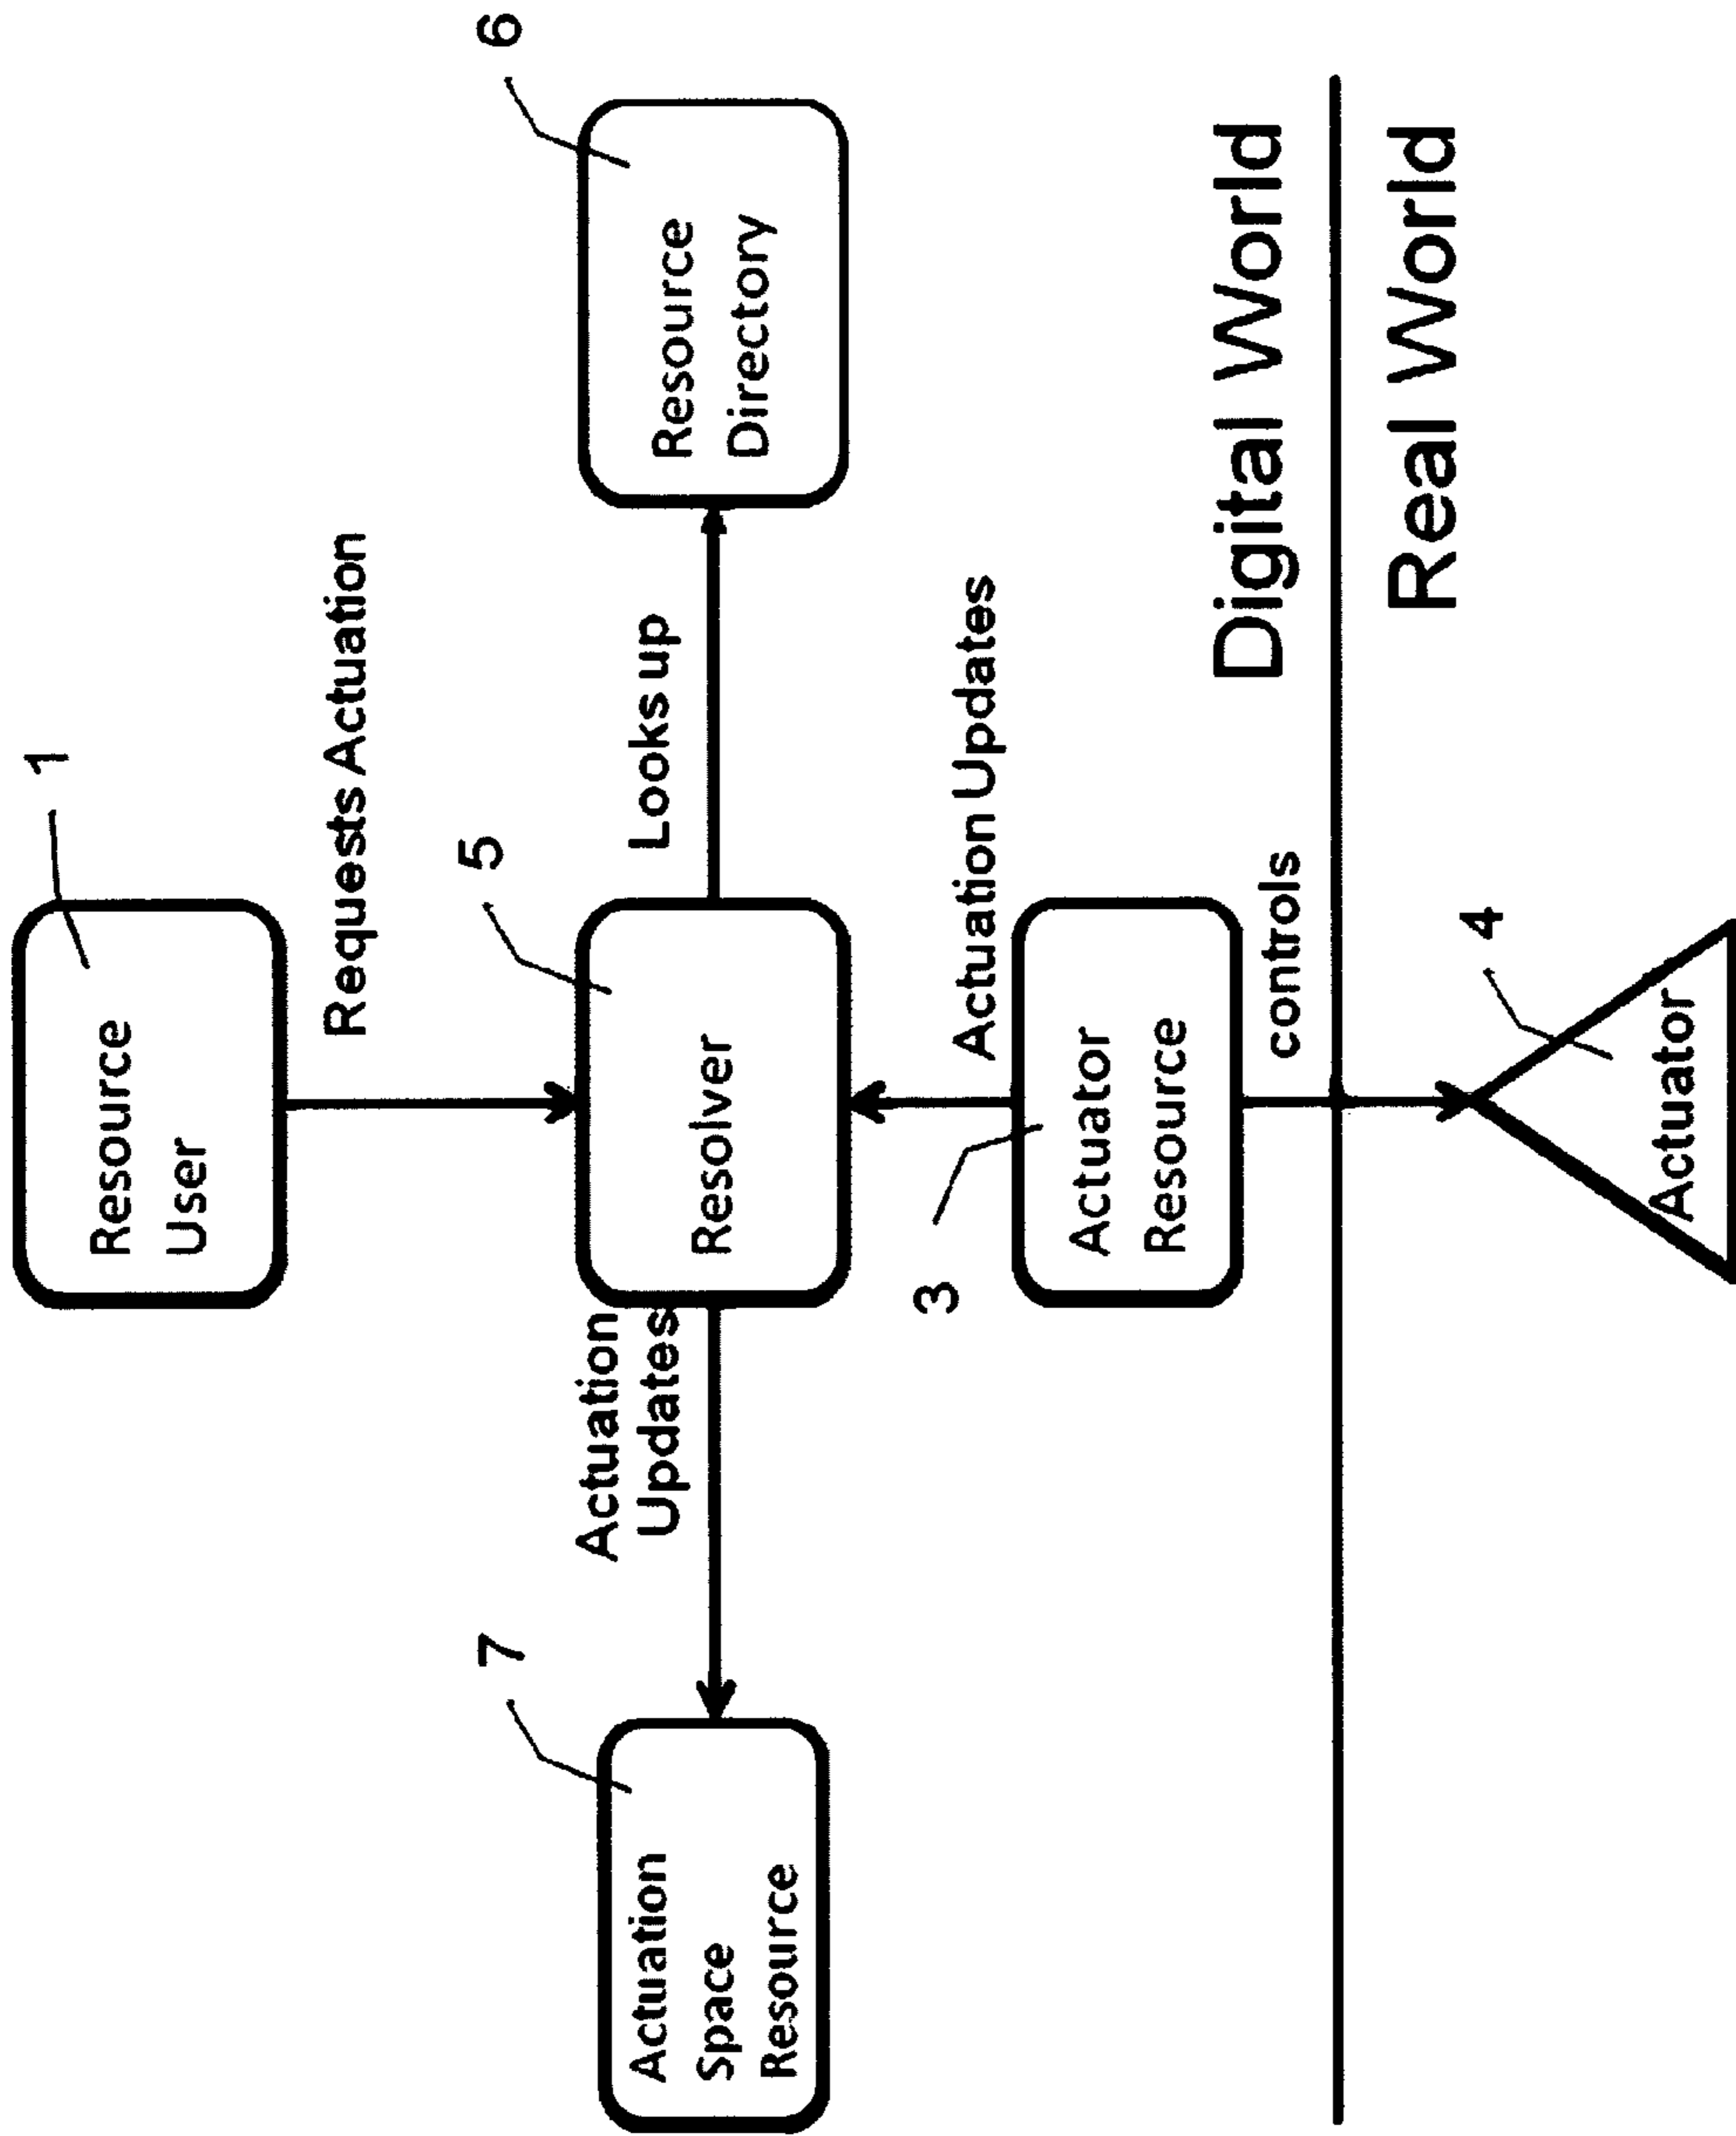 1
Resource
User
Requests Actuation
7
5
6
Actuation
Updates
Looks up
Actuation
Space
Resource
Resolver
Resource
Directory
3
Actuation Updates
Actuator
Resource
controls
Digital World
Real World
4
Actuator